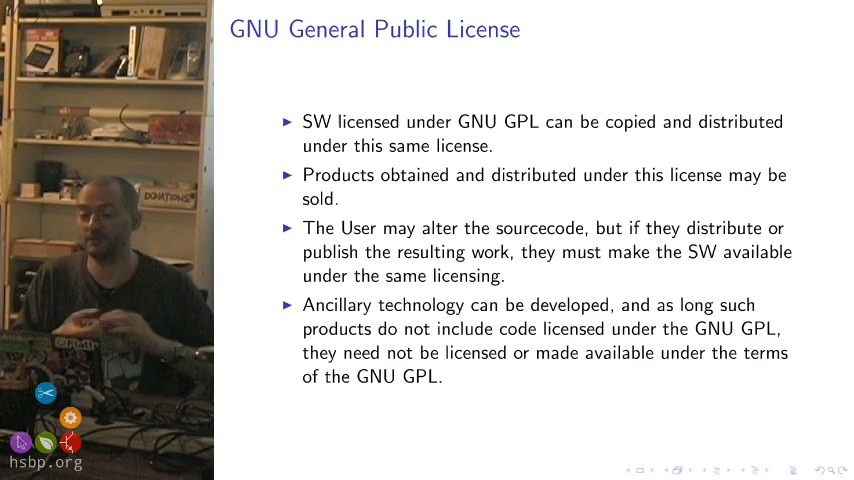 GNU General Public License
SW licensed under GNU GPL can be copied and distributed
under this same license.
Products obtained and distributed under this license may be
sold.
The User may alter the sourcecode, but if they distribute or
publish the resulting work, they must make the SW available
under the same licensing.
Ancillary technology can be developed, and as long such
products do not include code licensed under the GNU GPL,
they need not be licensed or made available under the terms
of the GNU GPL.
DONATIONS
hsbp.org